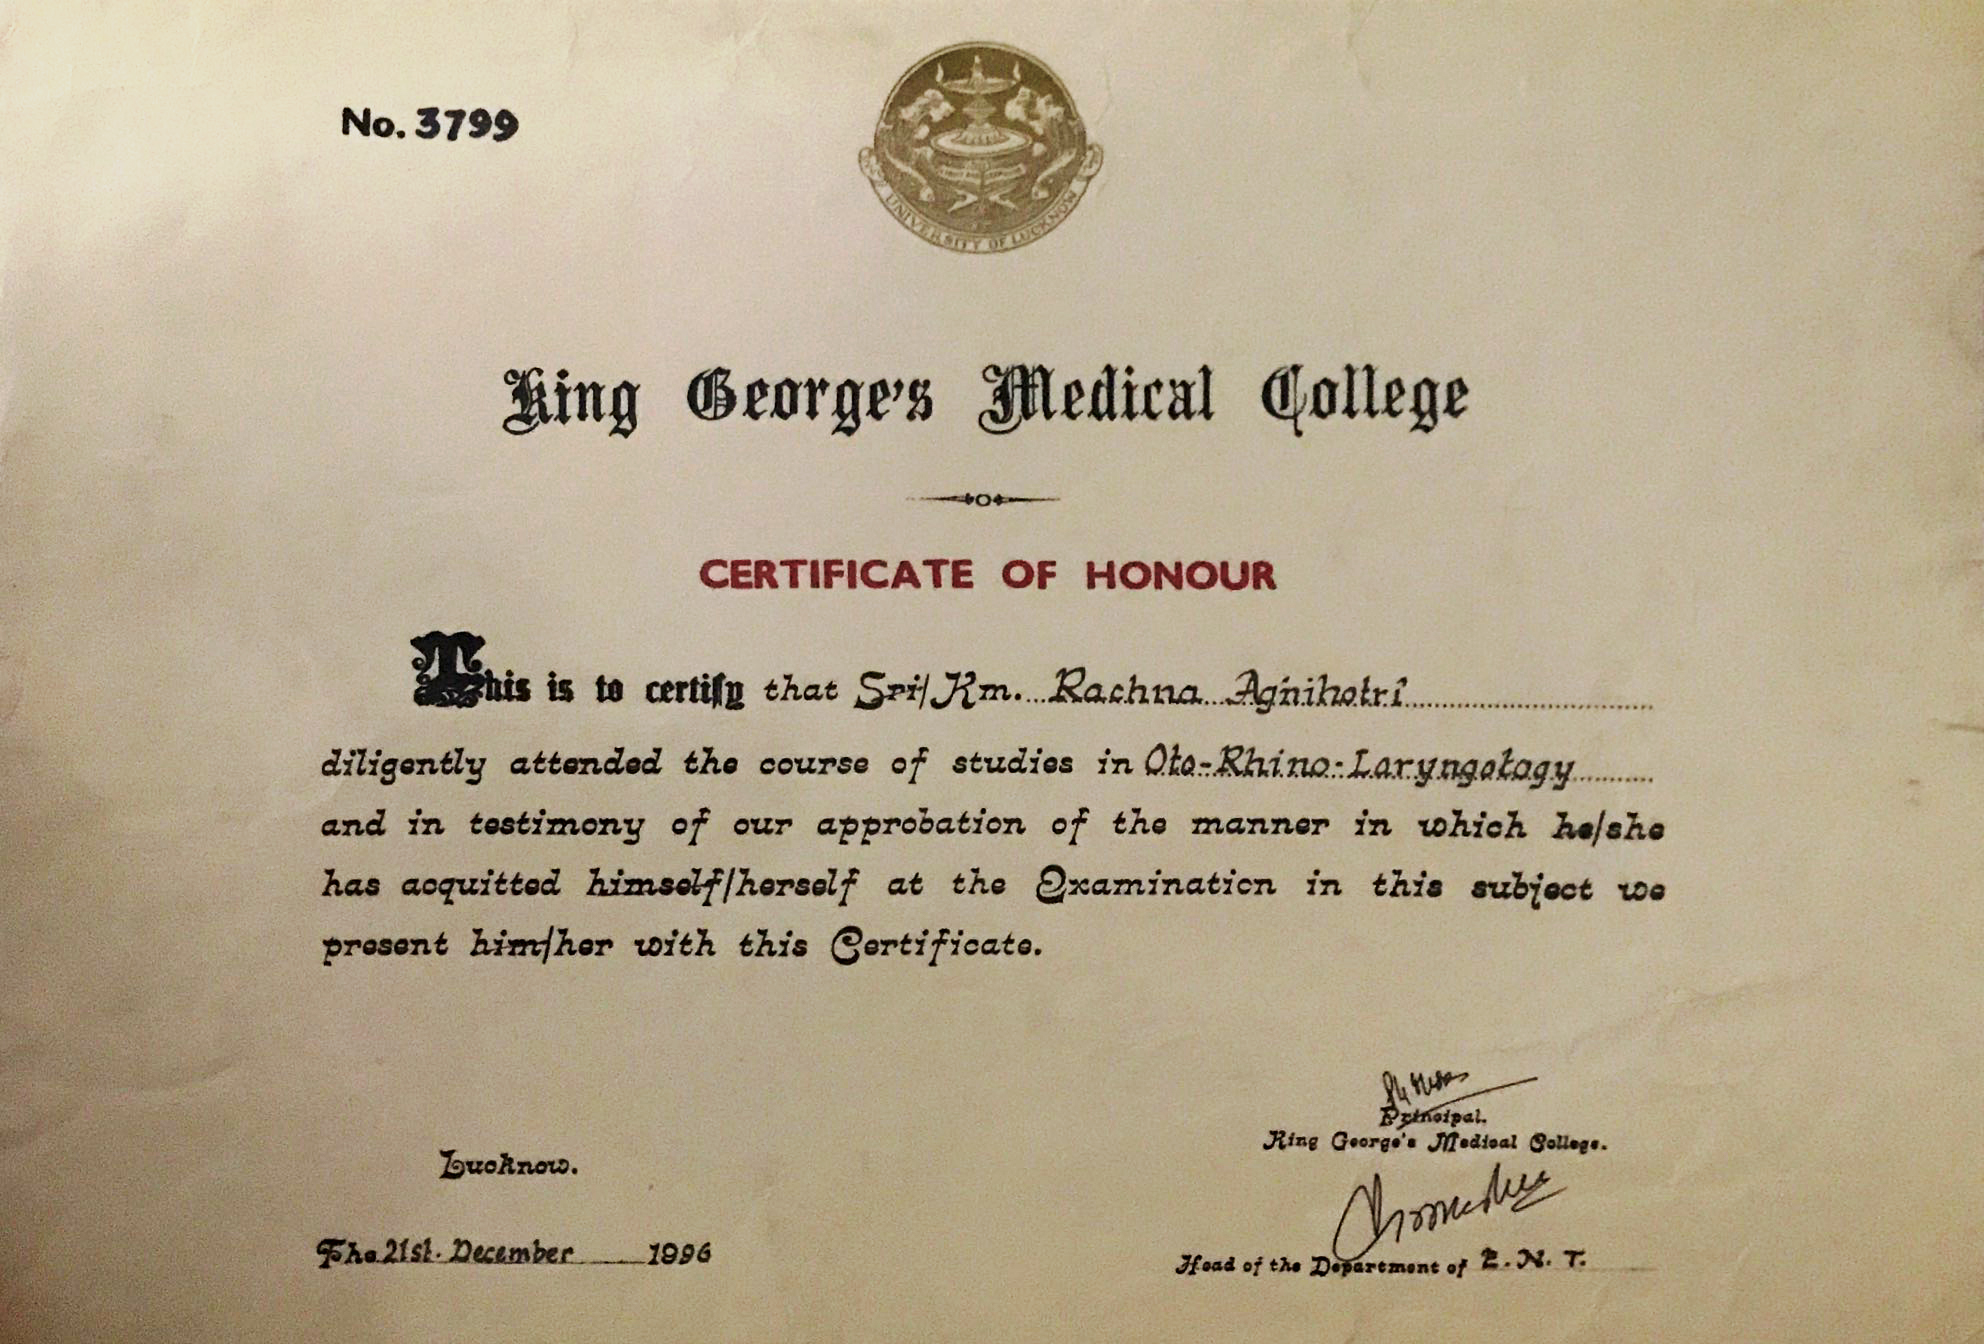 No. 3799
UNIVERSITY OF LUCKNOW
King George's Medical College
CERTIFICATE OF HONOUR
This is to certify that Sri/Km. Rachna Agnihotri
diligently attended the course of studies in Oto-Rhino-Laryngology
and in testimony of our approbation of the manner in which he/she
has acquitted himself/herself at the Examination in this subject we
present him/her with this Certificate.
Principal.
King George's Medical College.
Lucknow.
The 21st. December 1996
Head of the Department of E. N. T.